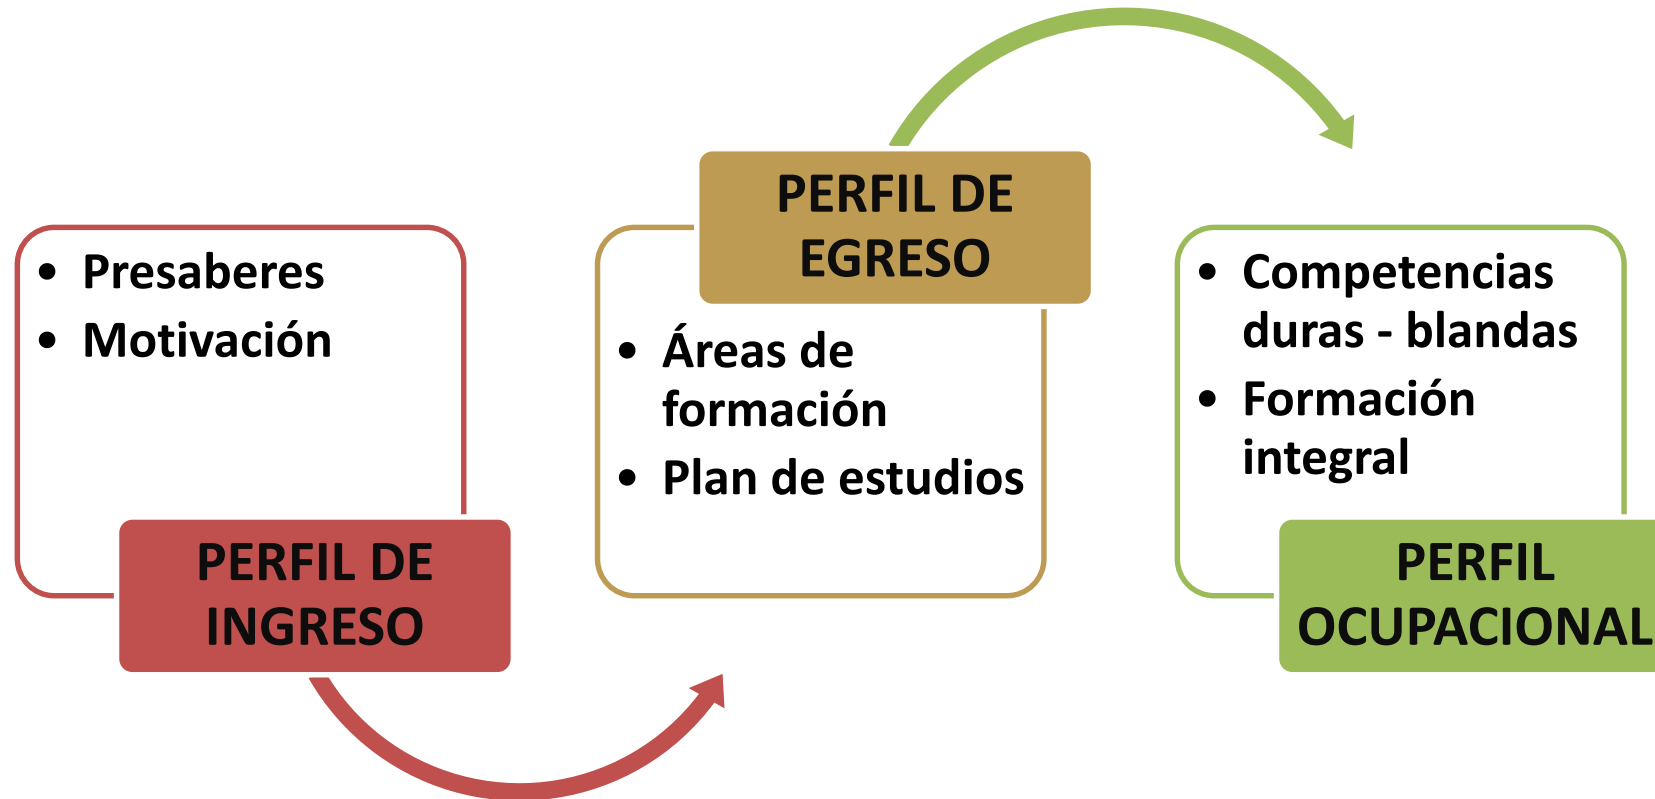 • Presaberes
• Motivación
PERFIL DE
INGRESO
PERFIL DE
EGRESO
• Áreas de
formación
• Plan de estudios
• Competencias
duras - blandas
• Formación
integral
PERFIL
OCUPACIONAL